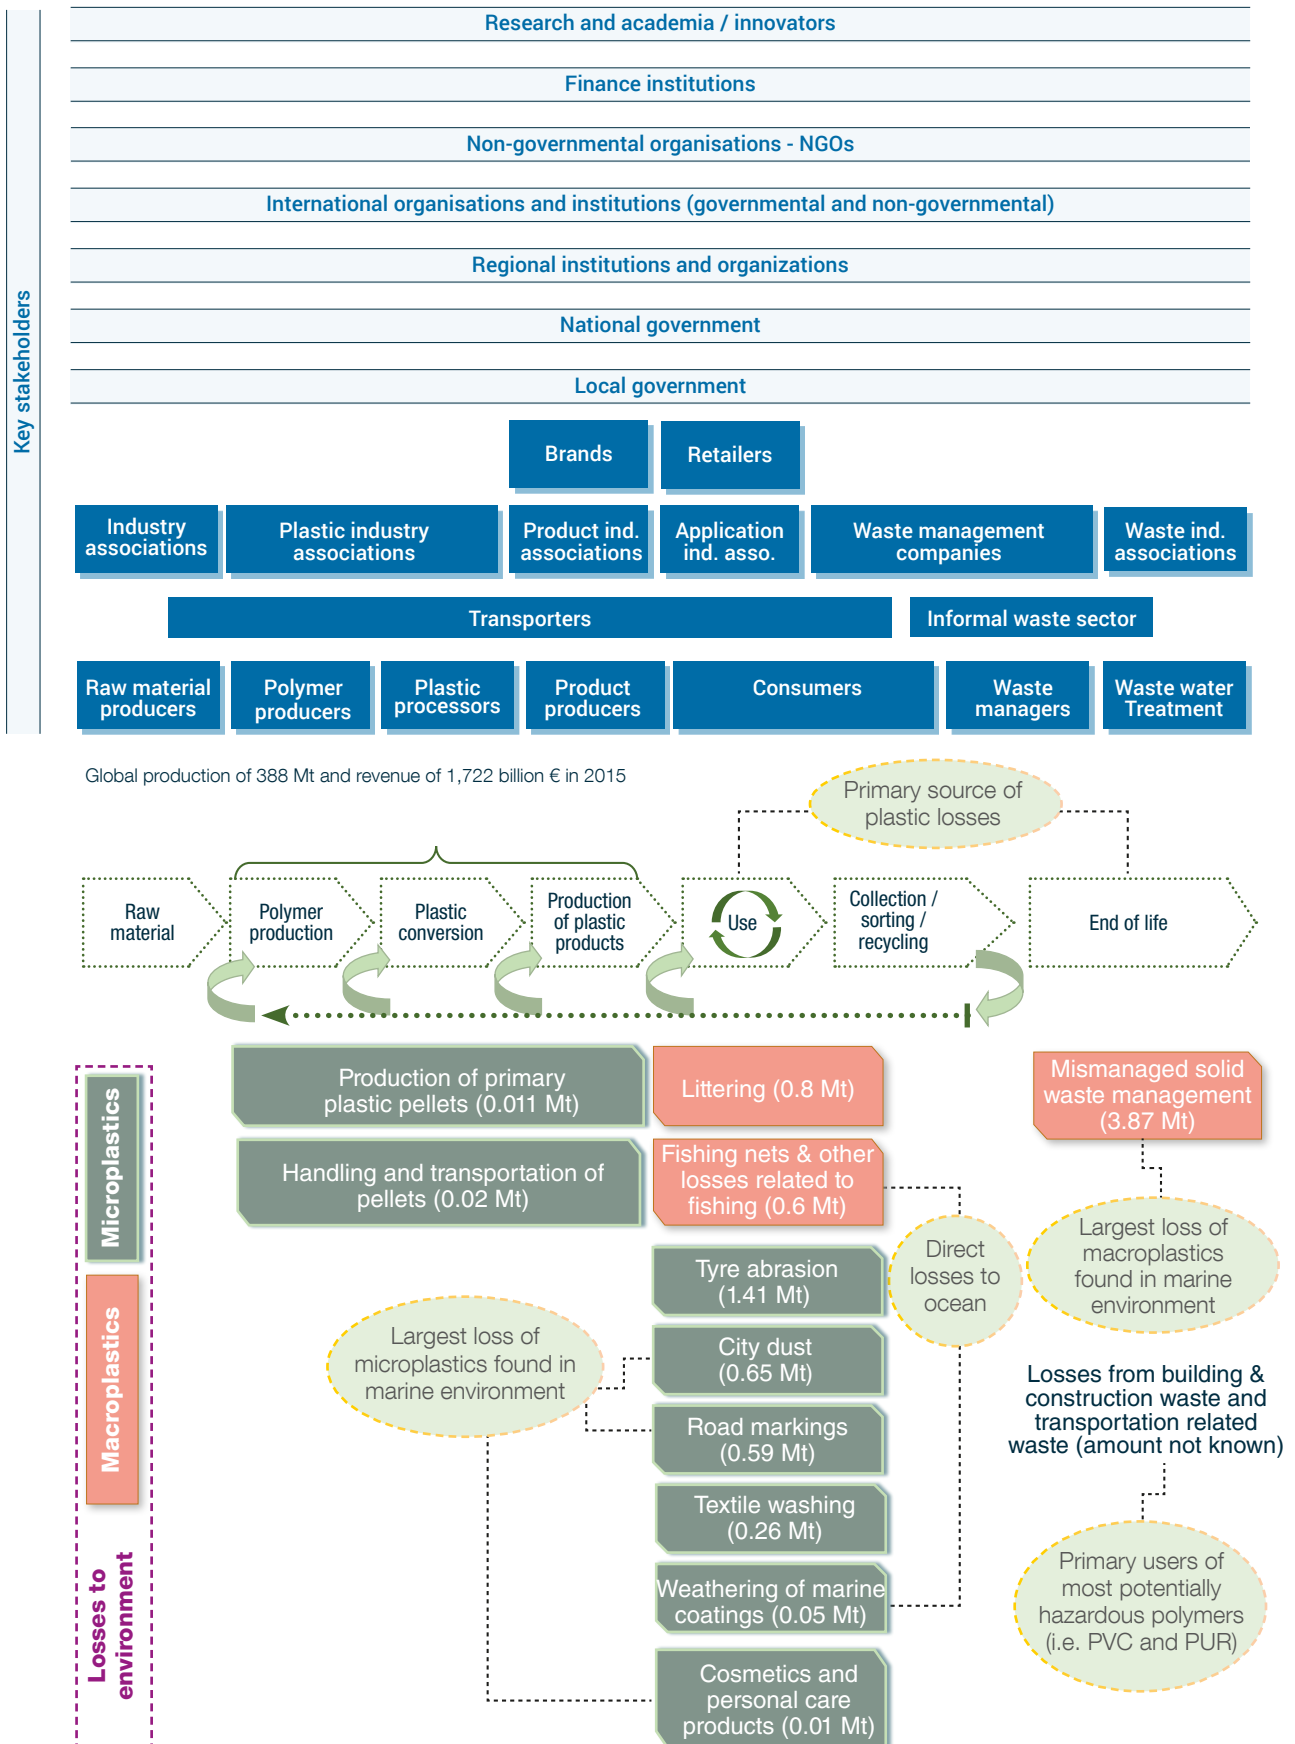 Research and academia / innovators
Finance institutions
Non-governmental organisations - NGOs
International organisations and institutions (governmental and non-governmental)
Regional institutions and organizations
National government
Local government
Key stakeholders
Brands
Retailers
Industry
associations
Plastic industry
associations
Product ind.
associations
Application
ind. asso.
Waste management
companies
Waste ind.
associations
Transporters
Informal waste sector
Raw material
producers
Polymer
producers
Plastic
processors
Product
producers
Consumers
Waste
managers
Waste water
Treatment
Global production of 388 Mt and revenue of 1,722 billion € in 2015
Primary source of
plastic losses
Raw
material
Polymer
production
Plastic
conversion
Production
of plastic
products
Use
Collection /
sorting /
recycling
End of life
Microplastics
Macroplastics
Losses to
environment
Production of primary
plastic pellets (0.011 Mt)
Littering (0.8 Mt)
Mismanaged solid
waste management
(3.87 Mt)
Handling and transportation of
pellets (0.02 Mt)
Fishing nets & other
losses related to
fishing (0.6 Mt)
Direct
losses to
ocean
Largest loss of
macroplastics
found in marine
environment
Tyre abrasion
(1.41 Mt)
Largest loss of
microplastics found in
marine environment
City dust
(0.65 Mt)
Losses from building &
construction waste and
transportation related
waste (amount not known)
Road markings
(0.59 Mt)
Textile washing
(0.26 Mt)
Primary users of
most potentially
hazardous polymers
(i.e. PVC and PUR)
Weathering of marine
coatings (0.05 Mt)
Cosmetics and
personal care
products (0.01 Mt)